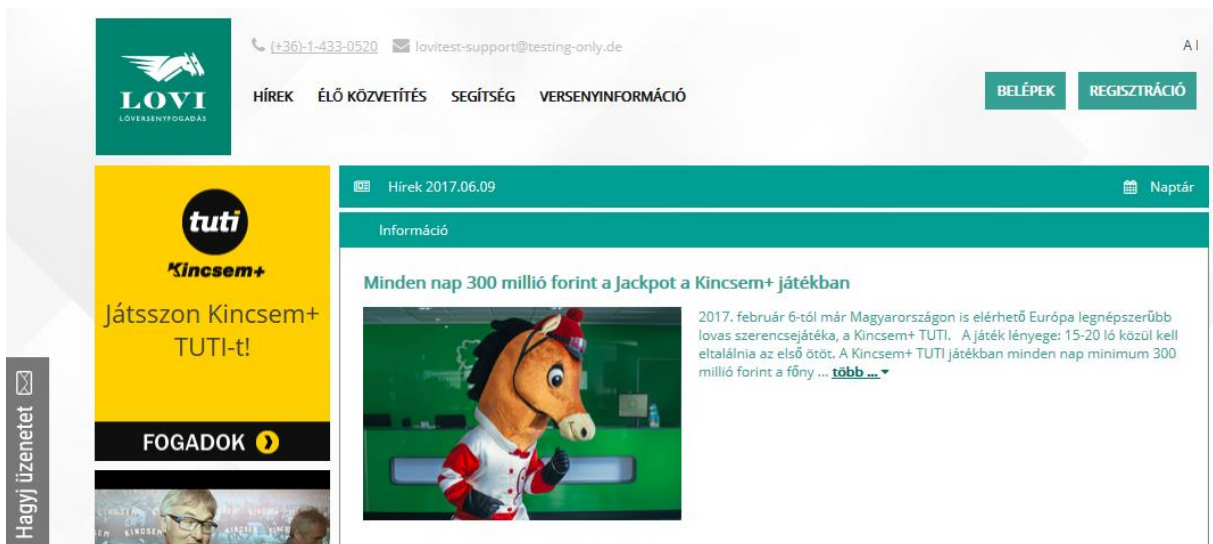 (+36)-1-433-0520 lovitest-support@testing-only.de
A
LOVI
LÓVERSENYFOGADÁS
HÍREK ÉLŐ KÖZVETÍTÉS SEGÍTSÉG VERSENYINFORMÁCIÓ
BELÉPEK REGISZTRÁCIÓ
tuti
Kincsem+
Játsszon Kincsem+
TUTI-t!
FOGADOK
Hírek 2017.06.09 Naptár
Információ
Minden nap 300 millió forint a Jackpot a Kincsem+ játékban
2017. február 6-tól már Magyarországon is elérhető Európa legnépszerűbb
lovas szerencsejátéka, a Kincsem+ TUTI. A játék lényege: 15-20 ló közül kell
eltalálnia az első ötöt. A Kincsem+ TUTI játékban minden nap minimum 300
millió forint a főny ... több ...
Hagyj üzenetet